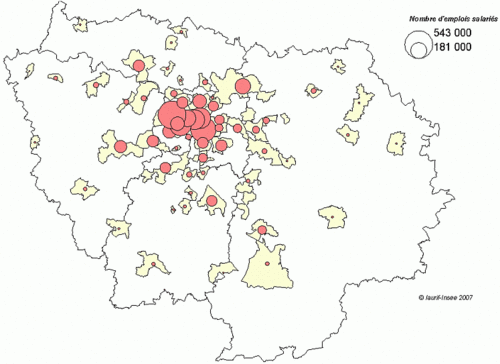 Nombre d'emplois salariés
543 000
181 000
© Iaurif-Insee 2007